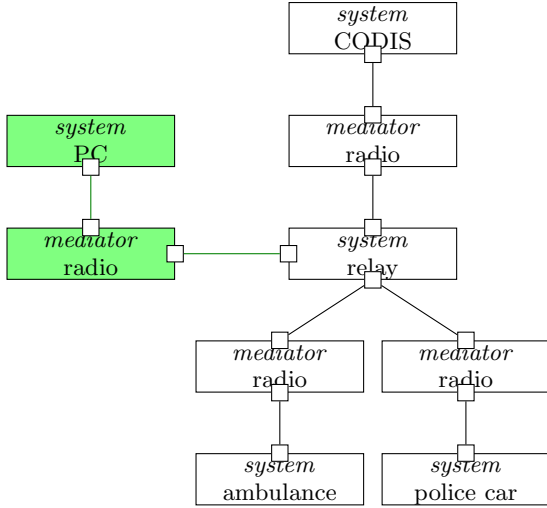 system
CODIS
system
PC
mediator
radio
mediator
radio
system
relay
mediator
radio
mediator
radio
system
ambulance
system
police car